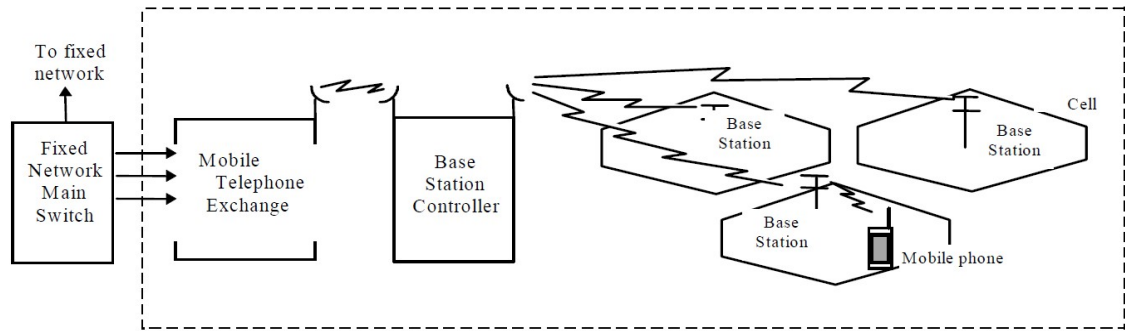 To fixed
network
Fixed
Network
Main
Switch
Mobile
Telephone
Exchange
Base
Station
Controller
Base
Station
Base
Station
Cell
Base
Station
Mobile phone